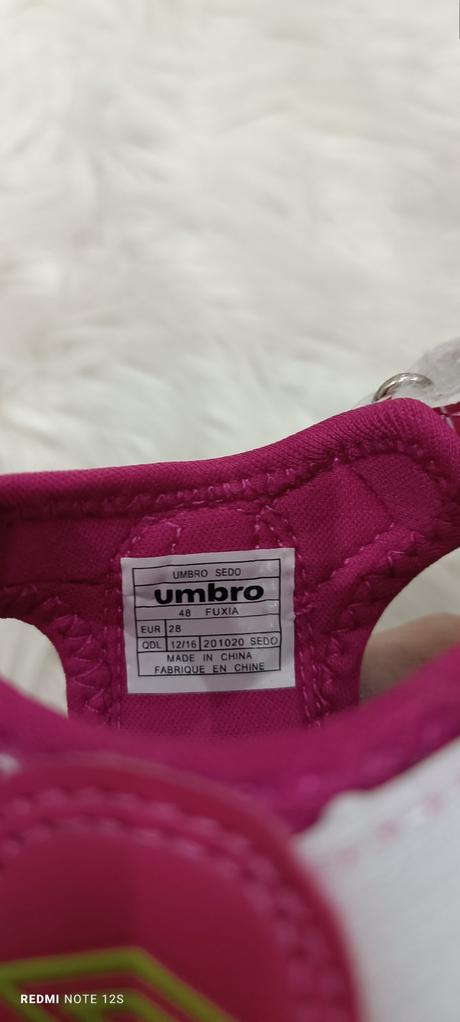 UMBRO SEDO
umbro
48 FUXIA
EUR 28
QDL 12/16 201020 SEDO
MADE IN CHINA
FABRIQUE EN CHINE
REDMI NOTE 12S